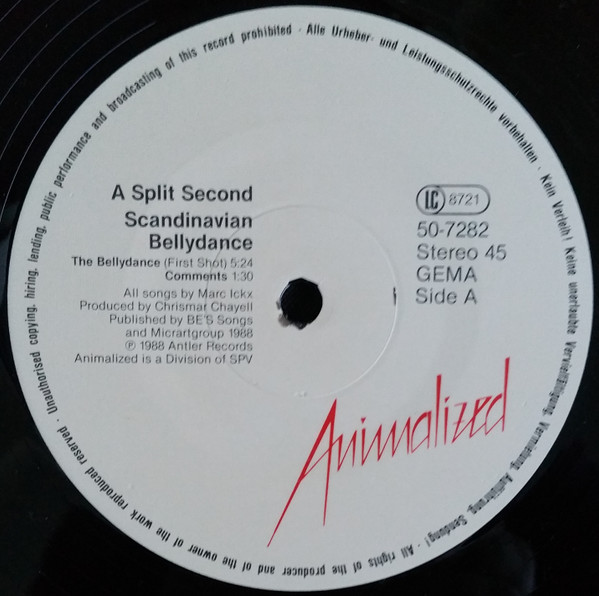 A Split Second
Scandinavian
Bellydance
The Bellydance (First Shot) 5:24
Comments 1:30
All songs by Marc Ickx
Produced by Chrismar Chayell
Published by BE'S Songs
and Micrartgroup 1988
℗ 1988 Antler Records
Animalized is a Division of SPV
LC 8721
50-7282
Stereo 45
GEMA
Side A
Animalized
Alle Urheber- und Leistungsschutzrechte vorbehalten · Kein Verleih! Keine unerlaubte Vervielfältigung, Vermietung, Aufführung, Sendung! · All rights of the producer and of the owner of the work reproduced reserved · Unauthorised copying, hiring, lending, public performance and broadcasting of this record prohibited ·